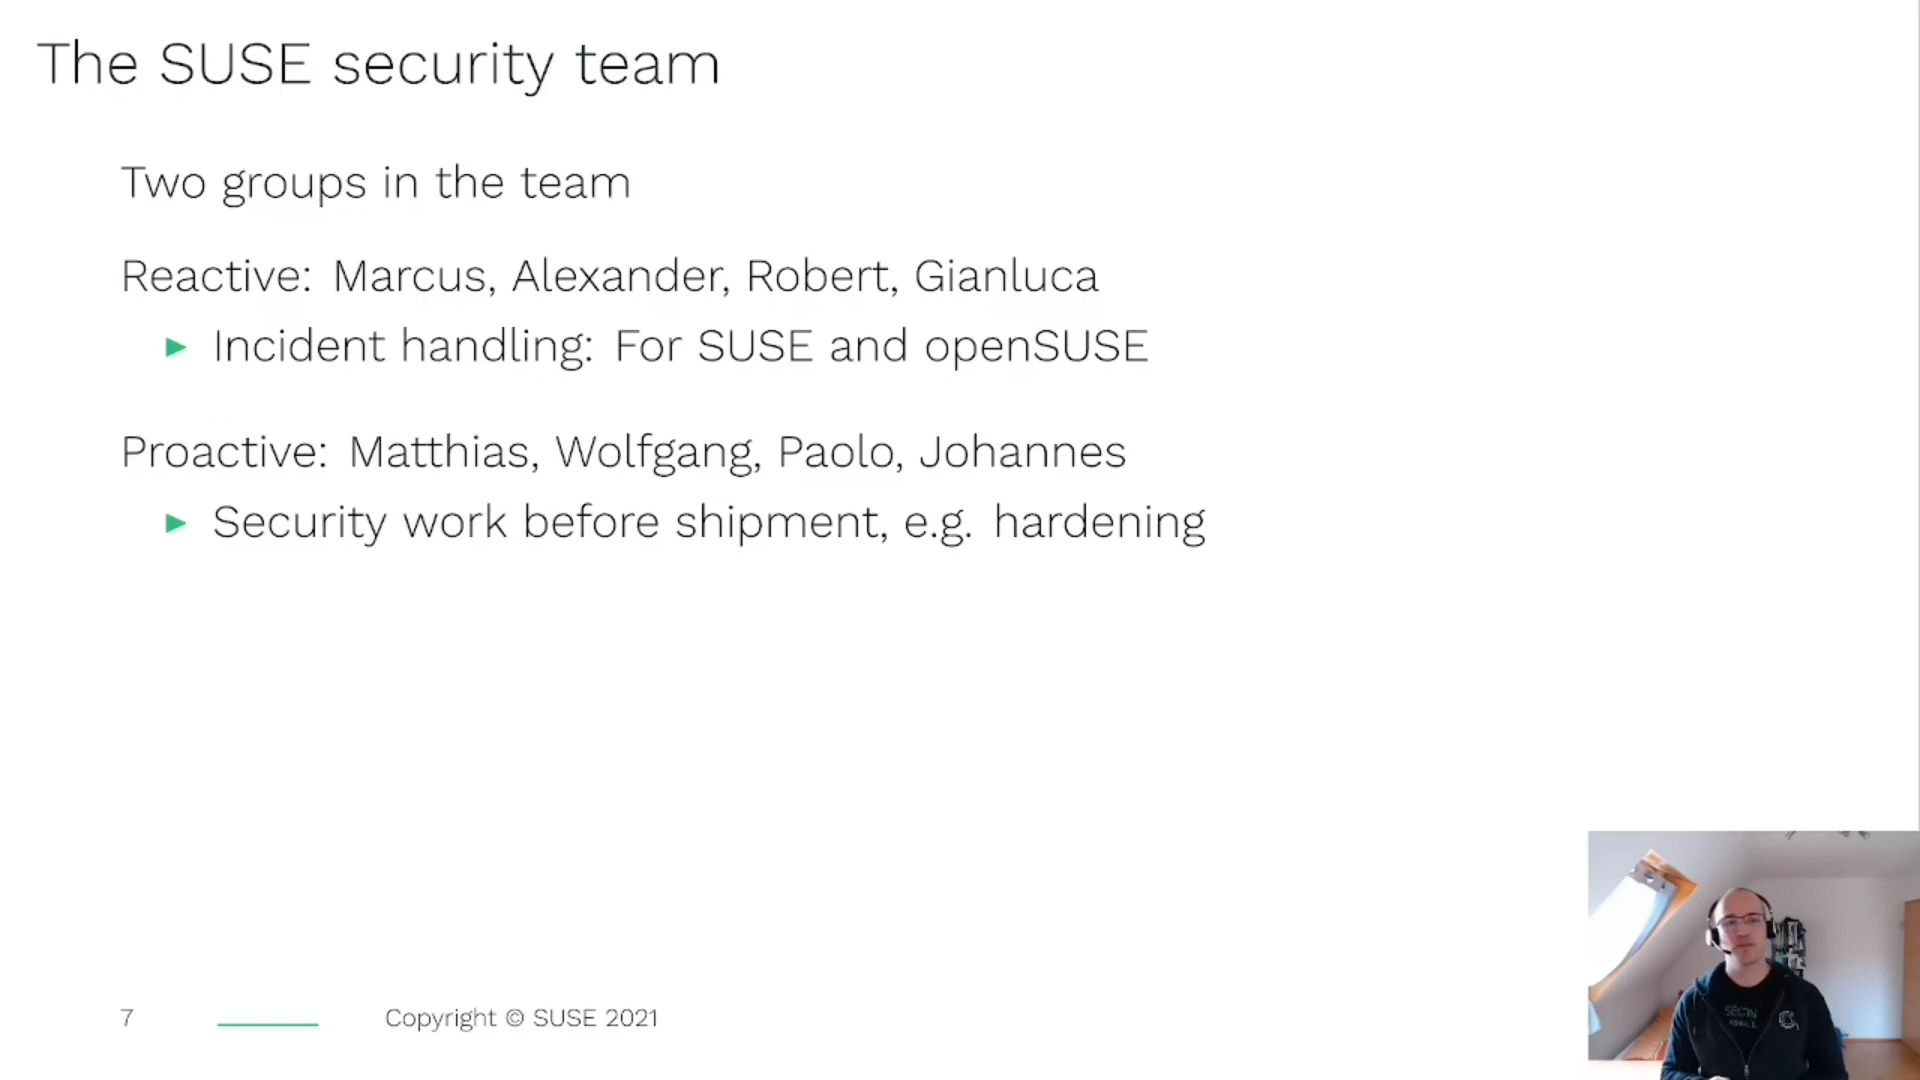 The SUSE security team
Two groups in the team
Reactive: Marcus, Alexander, Robert, Gianluca
► Incident handling: For SUSE and openSUSE
Proactive: Matthias, Wolfgang, Paolo, Johannes
► Security work before shipment, e.g. hardening
7
Copyright © SUSE 2021